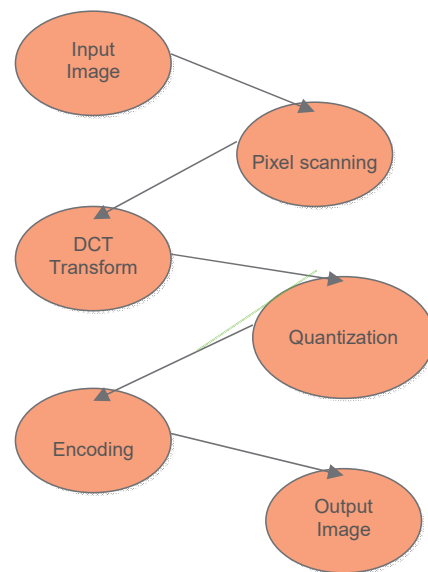 Input
Image
Pixel scanning
DCT
Transform
Quantization
Encoding
Output
Image